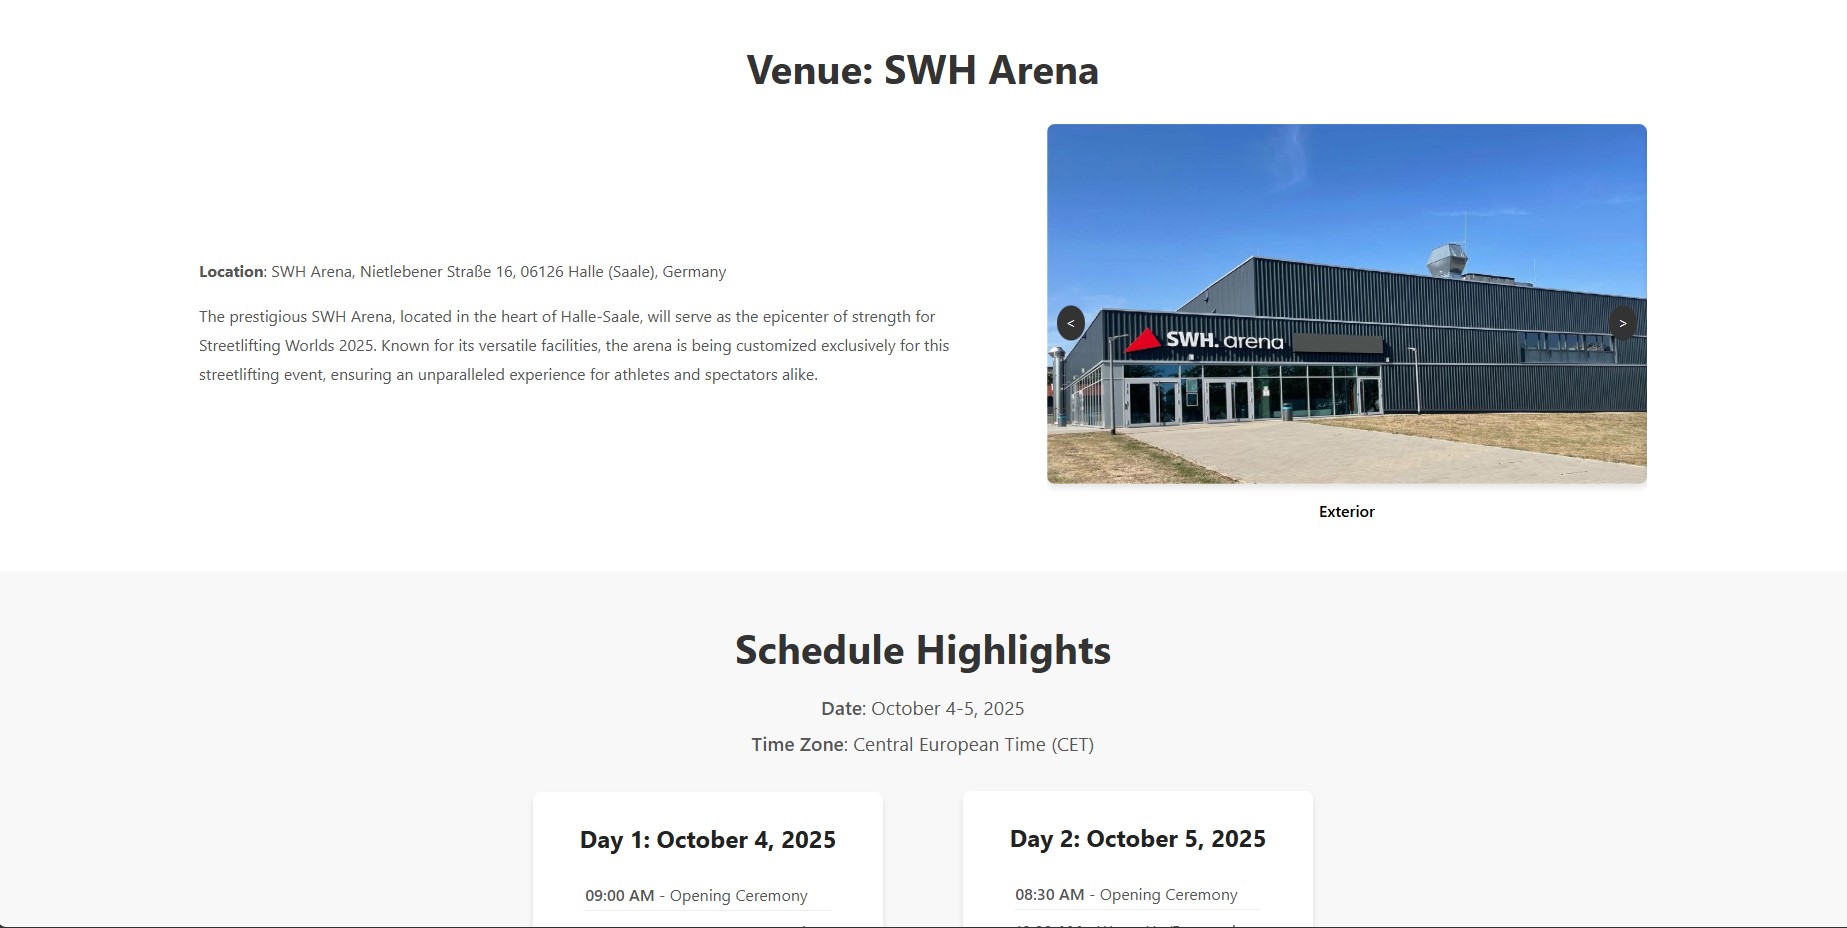 Venue: SWH Arena
Location: SWH Arena, Nietlebener Straße 16, 06126 Halle (Saale), Germany
The prestigious SWH Arena, located in the heart of Halle-Saale, will serve as the epicenter of strength for
Streetlifting Worlds 2025. Known for its versatile facilities, the arena is being customized exclusively for this
streetlifting event, ensuring an unparalleled experience for athletes and spectators alike.
<
SWH. arena
>
Exterior
Schedule Highlights
Date: October 4-5, 2025
Time Zone: Central European Time (CET)
Day 1: October 4, 2025
09:00 AM - Opening Ceremony
Day 2: October 5, 2025
08:30 AM - Opening Ceremony